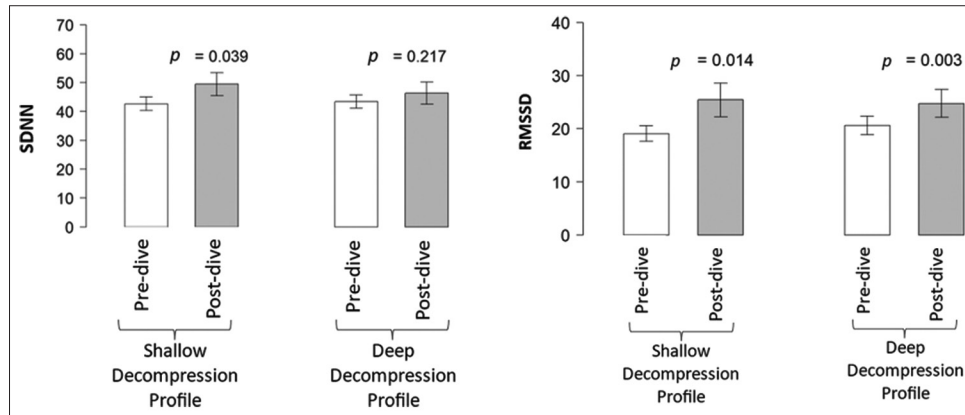 SDNN
70
60
50
40
30
20
10
0
p = 0.039
p = 0.217
Pre-dive
Post-dive
Pre-dive
Post-dive
Shallow
Decompression
Profile
Deep
Decompression
Profile
RMSSD
40
30
20
10
0
p = 0.014
p = 0.003
Pre-dive
Post-dive
Pre-dive
Post-dive
Shallow
Decompression
Profile
Deep
Decompression
Profile